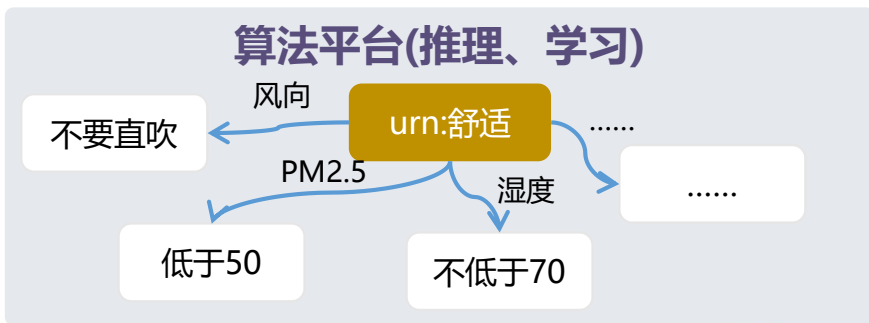 算法平台(推理、学习)
风向
urn:舒适
……
不要直吹
PM2.5
湿度
……
低于50
不低于70